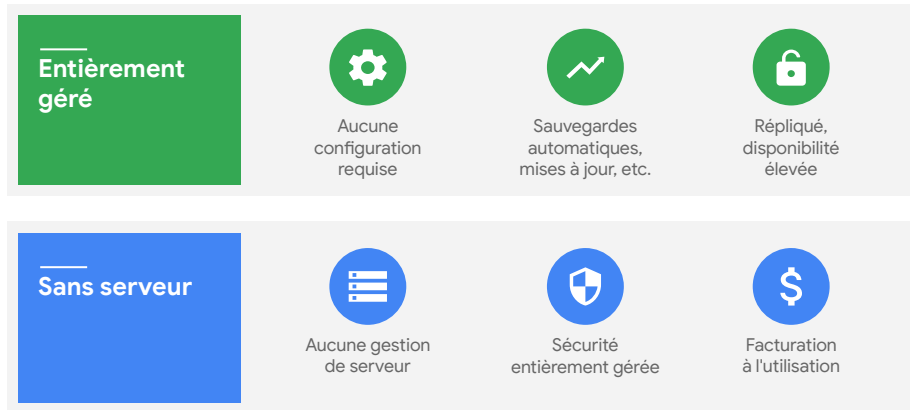 Entièrement
géré
Aucune
configuration
requise
Sauvegardes
automatiques,
mises à jour, etc.
Répliqué,
disponibilité
élevée
Sans serveur
Aucune gestion
de serveur
Sécurité
entièrement gérée
$
Facturation
à l'utilisation